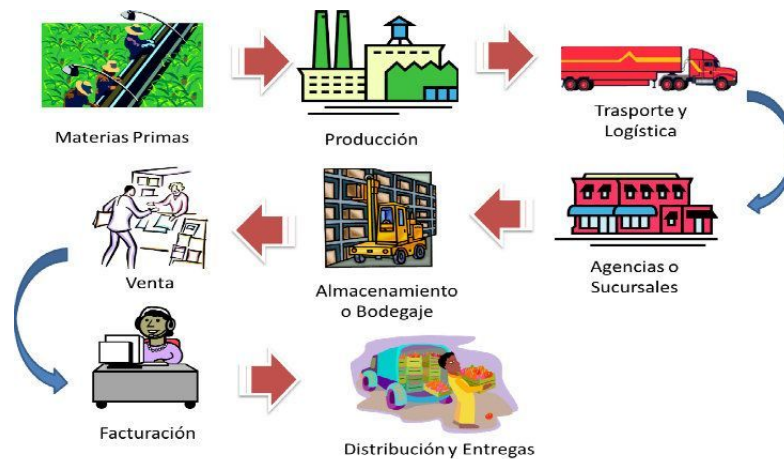 Materias Primas
Producción
Trasporte y
Logística
Agencias o
Sucursales
Almacenamiento
o Bodegaje
Venta
Facturación
Distribución y Entregas